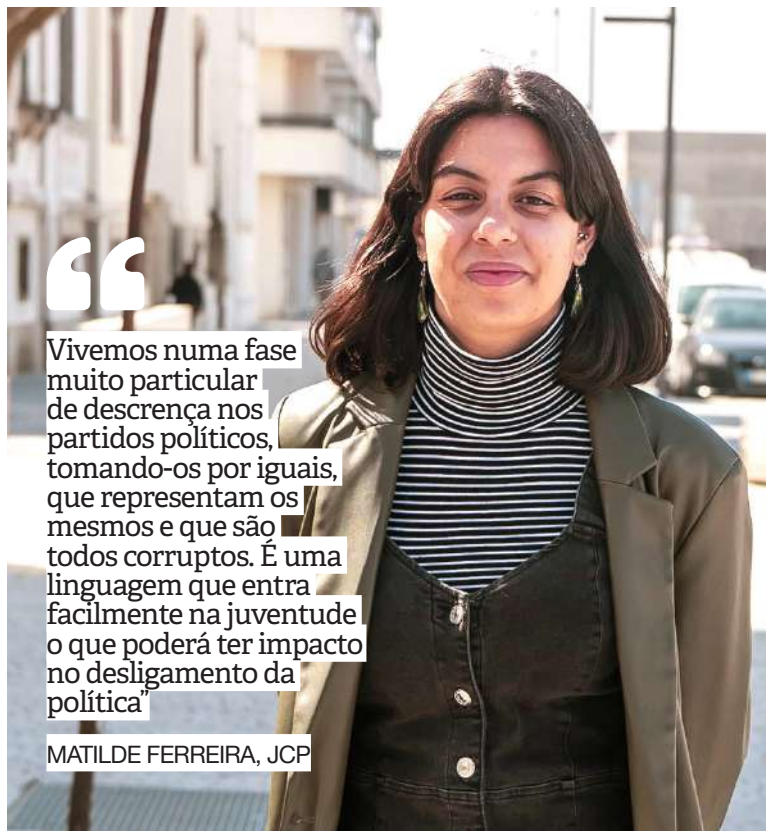 “
Vivemos numa fase
muito particular
de descrença nos
partidos políticos,
tomando-os por iguais,
que representam os
mesmos e que são
todos corruptos. É uma
linguagem que entra
facilmente na juventude
o que poderá ter impacto
no desligamento da
política”
MATILDE FERREIRA, JCP